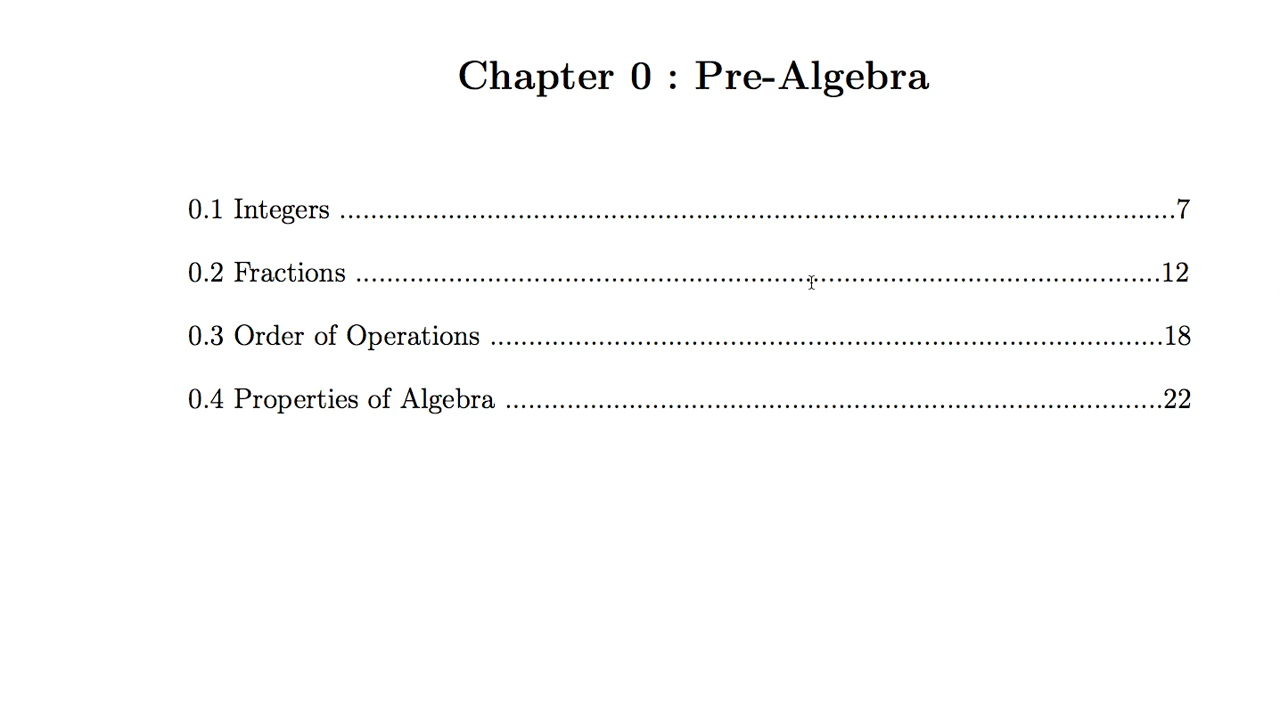 Chapter 0 : Pre-Algebra
0.1 Integers ..............................................................................................................7
0.2 Fractions ..........................................................................................................12
0.3 Order of Operations ........................................................................................18
0.4 Properties of Algebra ......................................................................................22